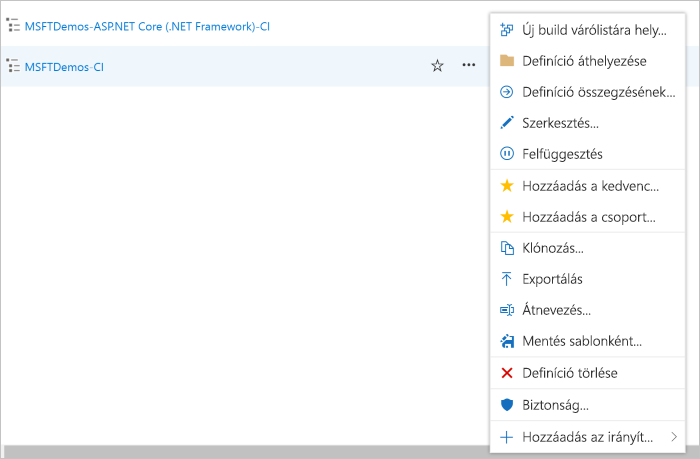 MSFTDemos-ASP.NET Core (.NET Framework)-CI
MSFTDemos-CI
Új build várólistára hely...
Definíció áthelyezése
Definíció összegzésének...
Szerkesztés...
Felfüggesztés
Hozzáadás a kedvenc...
Hozzáadás a csoport...
Klónozás...
Exportálás
Átnevezés...
Mentés sablonként...
Definíció törlése
Biztonság...
Hozzáadás az irányít...